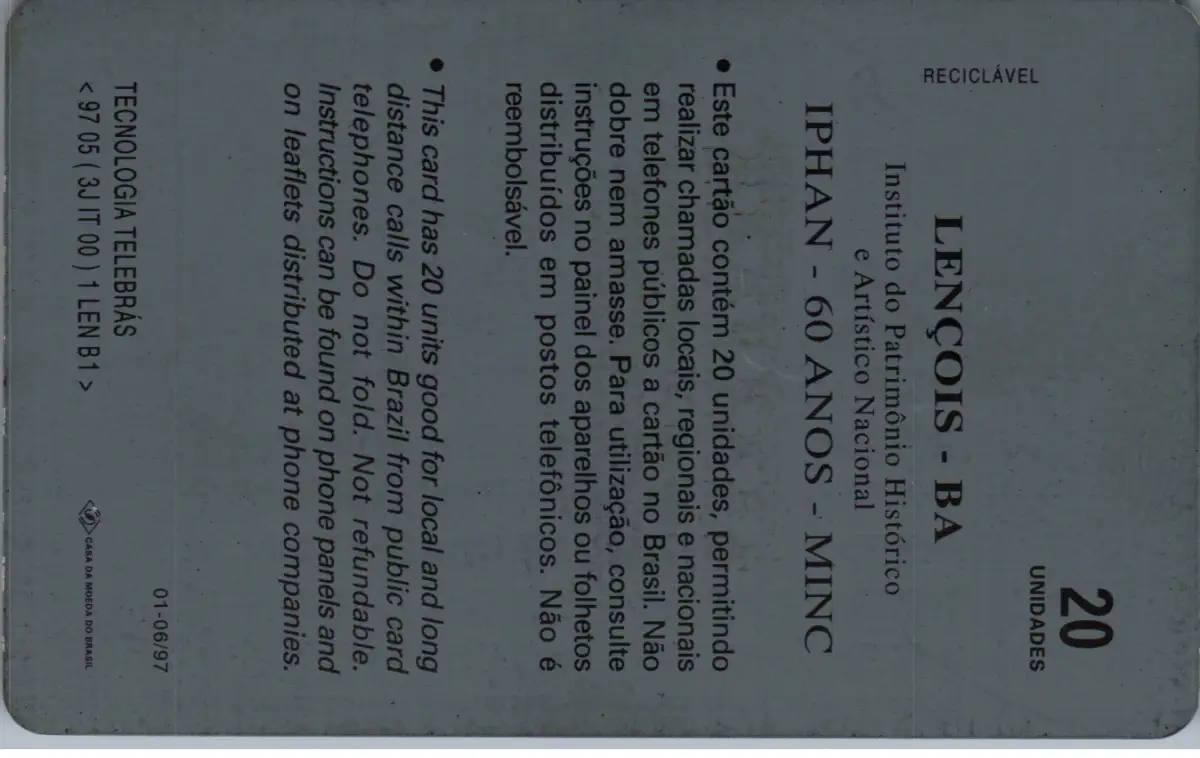 20
UNIDADES
RECICLÁVEL
LENÇOIS - BA
Instituto do Patrimônio Histórico
e Artístico Nacional
IPHAN - 60 ANOS - MINC
• Este cartão contém 20 unidades, permitindo
realizar chamadas locais, regionais e nacionais
em telefones públicos a cartão no Brasil. Não
dobre nem amasse. Para utilização, consulte
instruções no painel dos aparelhos ou folhetos
distribuídos em postos telefônicos. Não é
reembolsável.
• This card has 20 units good for local and long
distance calls within Brazil from public card
telephones. Do not fold. Not refundable.
Instructions can be found on phone panels and
on leaflets distributed at phone companies.
01-06/97
TECNOLOGIA TELEBRÁS
< 97 05 ( 3J IT 00 ) 1 LEN B1 >
CASA DA MOEDA DO BRASIL